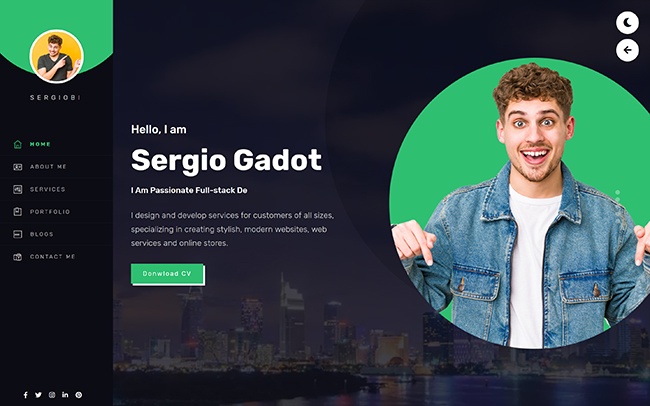 SERGIOBI
HOME
ABOUT ME
SERVICES
PORTFOLIO
BLOGS
CONTACT ME
Hello, I am
Sergio Gadot
I Am Passionate Full-stack De
I design and develop services for customers of all sizes,
specializing in creating stylish, modern websites, web
services and online stores.
Donwload CV